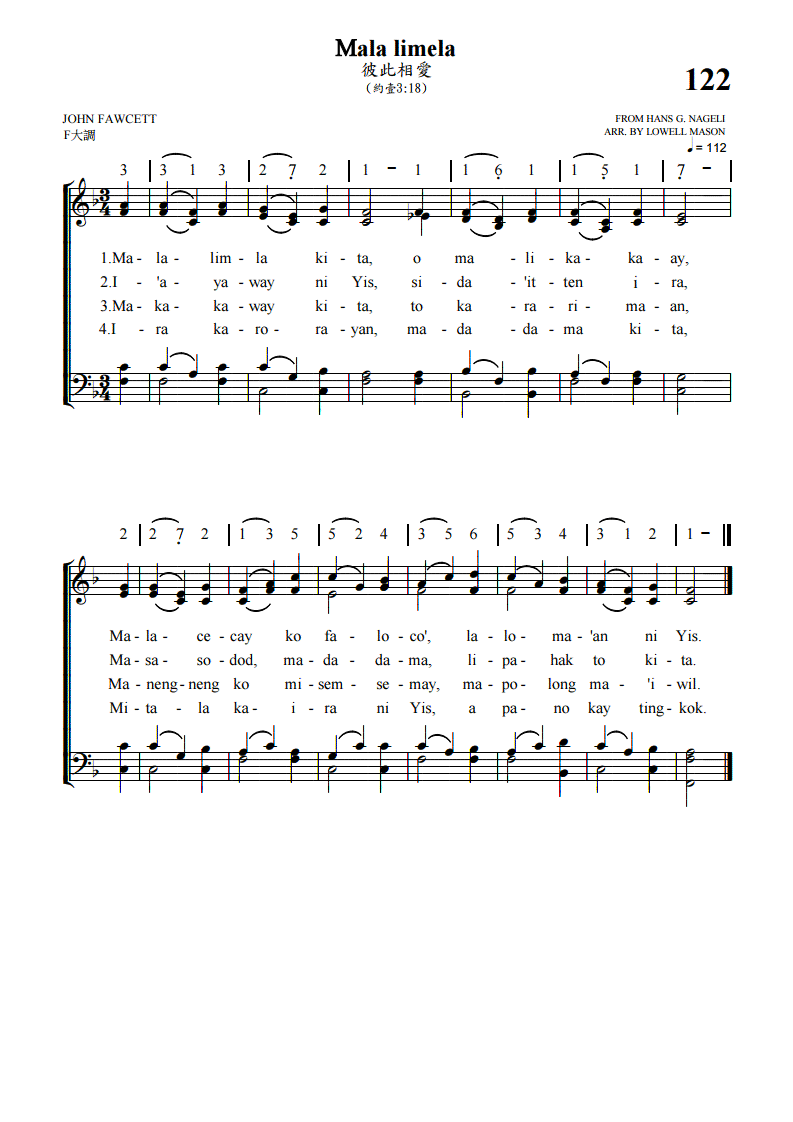 Mala limela
彼此相愛
(約壹3:18)
122
JOHN FAWCETT
FROM HANS G. NAGELI
F大調
ARR. BY LOWELL MASON
♩= 112
3 | 3 1 3 | 2 7̣ 2 | 1 - 1 | 1 6̣ 1 | 1 5̣ 1 | 7̣ - |
1.Ma - la - lim - la ki - ta, o ma - li - ka - ka - ay,
2.I - 'a - ya - way ni Yis, si - da - 'it - ten i - ra,
3.Ma - ka - ka - way ki - ta, to ka - ra - ri - ma - an,
4.I - ra ka - ro - ra - yan, ma - da - da - ma ki - ta,
2 | 2 7̣ 2 | 1 3 5 | 5 2 4 | 3 5 6 | 5 3 4 | 3 1 2 | 1 -
Ma - la - ce - cay ko fa - lo - co', la - lo - ma - 'an ni Yis.
Ma - sa - so - dod, ma - da - da - ma, li - pa - hak to ki - ta.
Ma - neng - neng ko mi - sem - se - may, ma - po - long ma - 'i - wil.
Mi - ta - la ka - i - ra ni Yis, a pa - no kay ting - kok.